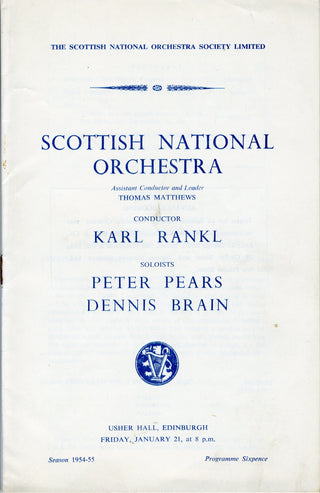 THE SCOTTISH NATIONAL ORCHESTRA SOCIETY LIMITED
SCOTTISH NATIONAL
ORCHESTRA
Assistant Conductor and Leader
THOMAS MATTHEWS
CONDUCTOR
KARL RANKL
SOLOISTS
PETER PEARS
DENNIS BRAIN
USHER HALL, EDINBURGH
FRIDAY, JANUARY 21, at 8 p.m.
Season 1954-55 Programme Sixpence